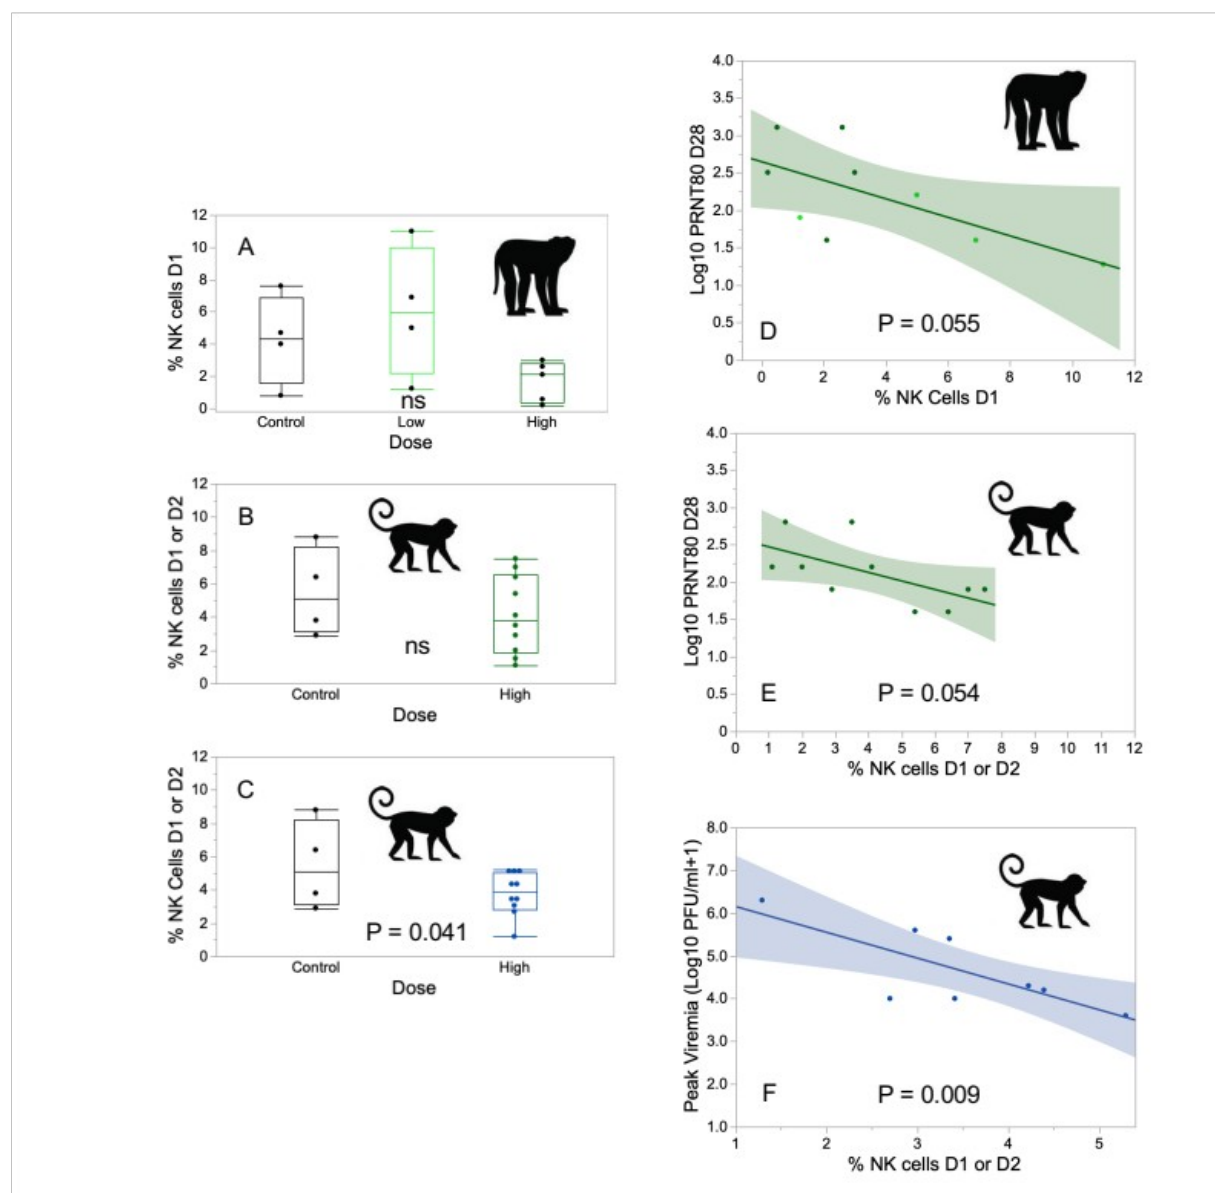 A
% NK cells D1
12
10
8
6
4
2
0
ns
Control
Low
High
Dose
B
% NK cells D1 or D2
12
10
8
6
4
2
0
ns
Control
High
Dose
C
% NK Cells D1 or D2
12
10
8
6
4
2
0
P = 0.041
Control
High
Dose
Log10 PRNT80 D28
4.0
3.5
3.0
2.5
2.0
1.5
1.0
0.5
0
D
P = 0.055
0
2
4
6
8
10
12
% NK Cells D1
Log10 PRNT80 D28
4.0
3.5
3.0
2.5
2.0
1.5
1.0
0.5
0
E
P = 0.054
0
1
2
3
4
5
6
7
8
9
10
11
12
% NK cells D1 or D2
Peak Viremia (Log10 PFU/ml+1)
8.0
7.0
6.0
5.0
4.0
3.0
2.0
1.0
F
P = 0.009
1
2
3
4
5
% NK cells D1 or D2